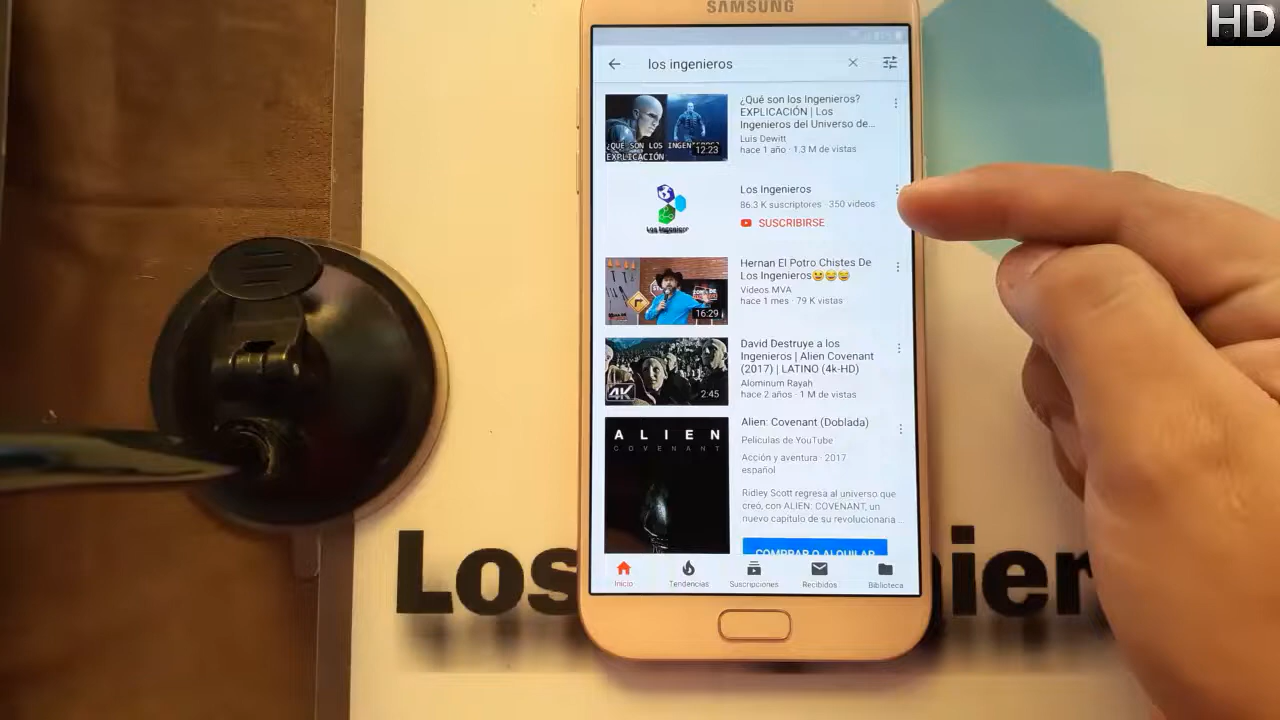 HD
SAMSUNG
los ingenieros
¿Qué son los Ingenieros?
EXPLICACIÓN | Los
Ingenieros del Universo de...
Luis Dewitt
hace 1 año · 1.3 M de vistas
¿QUÉ SON LOS
EXPLICACIÓN
12:23
Los Ingenieros
86.3 K suscriptores · 350 videos
SUSCRIBIRSE
Los Ingeniero
Hernan El Potro Chistes De
Los Ingenieros😀😂😂
Videos MVA
hace 1 mes · 79 K vistas
16:29
David Destruye a los
Ingenieros | Alien Covenant
(2017) | LATINO (4k-HD)
Alominum Rayah
hace 2 años · 1 M de vistas
4K
2:45
Alien: Covenant (Doblada)
Películas de YouTube
Acción y aventura · 2017
español
Ridley Scott regresa al universo que
creó, con ALIEN: COVENANT, un
nuevo capítulo de su revolucionaria...
ALIEN
COVENANT
COMPRAR O ALQUILAR
Inicio
Tendencias
Suscripciones
Recibidos
Biblioteca
Los nier